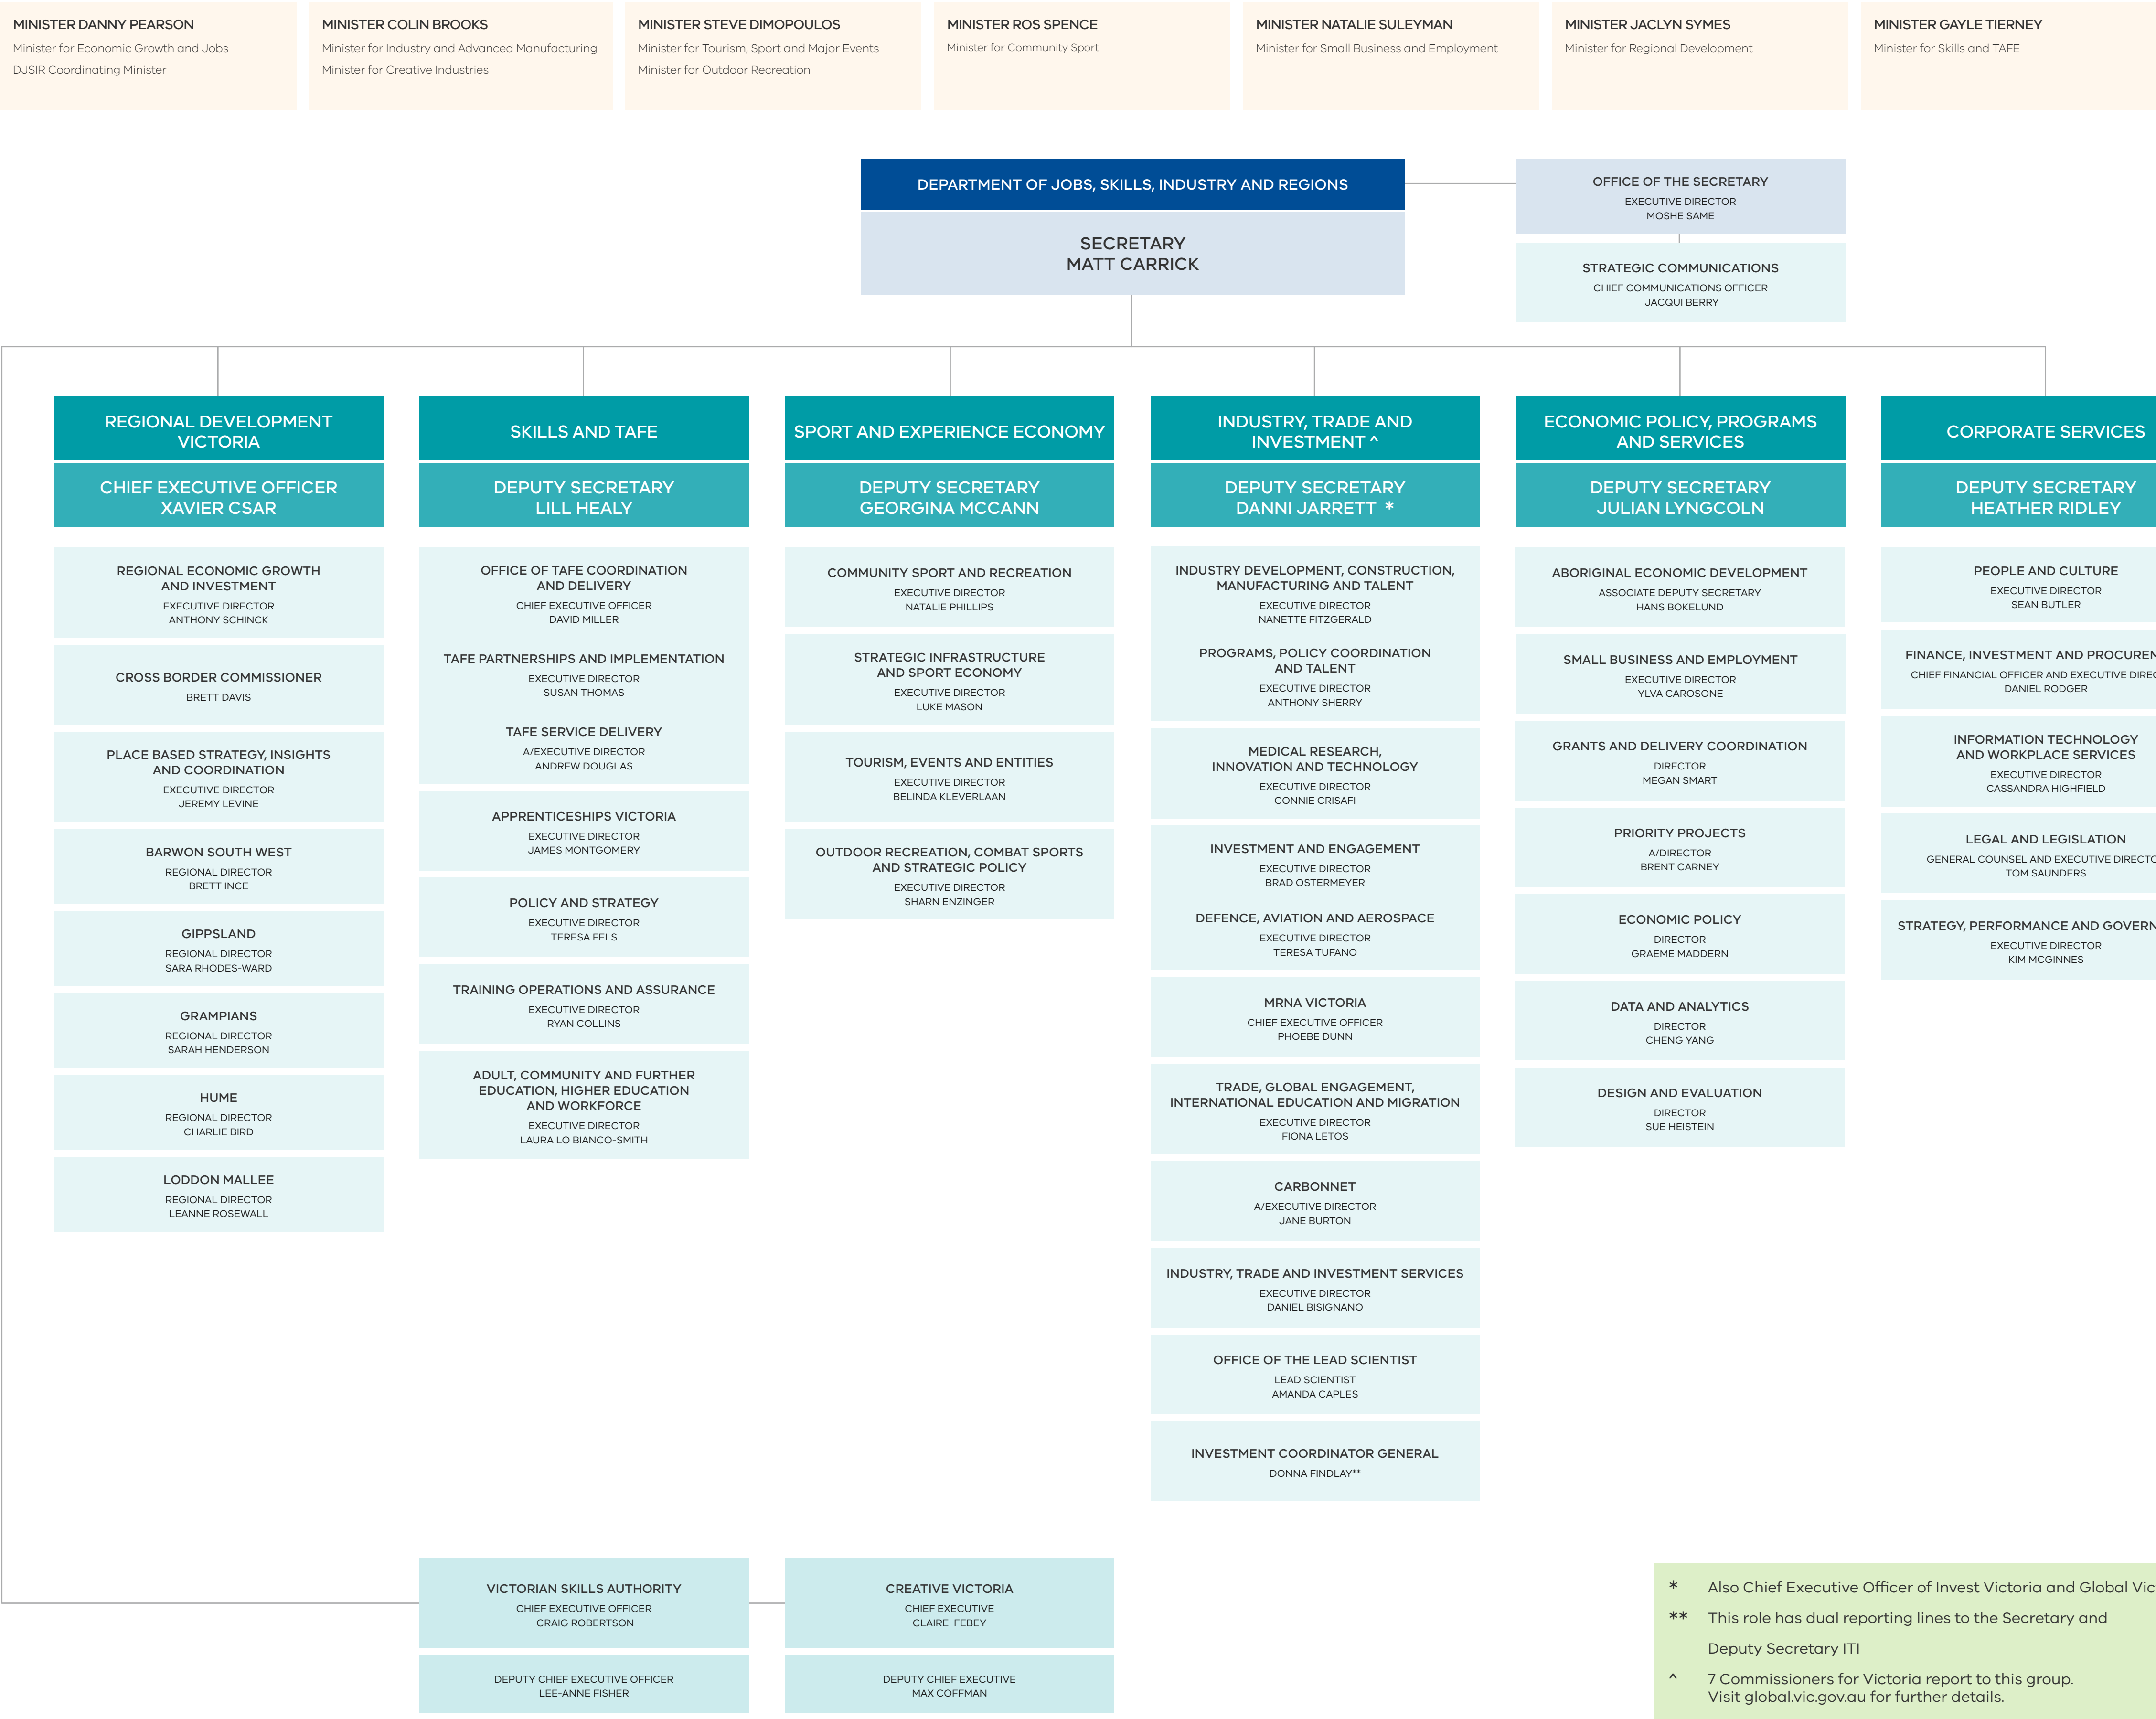 MINISTER DANNY PEARSON
Minister for Economic Growth and Jobs
DJSIR Coordinating Minister
MINISTER COLIN BROOKS
Minister for Industry and Advanced Manufacturing
Minister for Creative Industries
MINISTER STEVE DIMOPOULOS
Minister for Tourism, Sport and Major Events
Minister for Outdoor Recreation
MINISTER ROS SPENCE
Minister for Community Sport
MINISTER NATALIE SULEYMAN
Minister for Small Business and Employment
MINISTER JACLYN SYMES
Minister for Regional Development
MINISTER GAYLE TIERNEY
Minister for Skills and TAFE
DEPARTMENT OF JOBS, SKILLS, INDUSTRY AND REGIONS
SECRETARY
MATT CARRICK
OFFICE OF THE SECRETARY
EXECUTIVE DIRECTOR
MOSHE SAME
STRATEGIC COMMUNICATIONS
CHIEF COMMUNICATIONS OFFICER
JACQUI BERRY
REGIONAL DEVELOPMENT
VICTORIA
CHIEF EXECUTIVE OFFICER
XAVIER CSAR
REGIONAL ECONOMIC GROWTH
AND INVESTMENT
EXECUTIVE DIRECTOR
ANTHONY SCHINCK
CROSS BORDER COMMISSIONER
BRETT DAVIS
PLACE BASED STRATEGY, INSIGHTS
AND COORDINATION
EXECUTIVE DIRECTOR
JEREMY LEVINE
BARWON SOUTH WEST
REGIONAL DIRECTOR
BRETT INCE
GIPPSLAND
REGIONAL DIRECTOR
SARA RHODES-WARD
GRAMPIANS
REGIONAL DIRECTOR
SARAH HENDERSON
HUME
REGIONAL DIRECTOR
CHARLIE BIRD
LODDON MALLEE
REGIONAL DIRECTOR
LEANNE ROSEWALL
SKILLS AND TAFE
DEPUTY SECRETARY
LILL HEALY
OFFICE OF TAFE COORDINATION
AND DELIVERY
CHIEF EXECUTIVE OFFICER
DAVID MILLER
TAFE PARTNERSHIPS AND IMPLEMENTATION
EXECUTIVE DIRECTOR
SUSAN THOMAS
TAFE SERVICE DELIVERY
A/EXECUTIVE DIRECTOR
ANDREW DOUGLAS
APPRENTICESHIPS VICTORIA
EXECUTIVE DIRECTOR
JAMES MONTGOMERY
POLICY AND STRATEGY
EXECUTIVE DIRECTOR
TERESA FELS
TRAINING OPERATIONS AND ASSURANCE
EXECUTIVE DIRECTOR
RYAN COLLINS
ADULT, COMMUNITY AND FURTHER
EDUCATION, HIGHER EDUCATION
AND WORKFORCE
EXECUTIVE DIRECTOR
LAURA LO BIANCO-SMITH
SPORT AND EXPERIENCE ECONOMY
DEPUTY SECRETARY
GEORGINA MCCANN
COMMUNITY SPORT AND RECREATION
EXECUTIVE DIRECTOR
NATALIE PHILLIPS
STRATEGIC INFRASTRUCTURE
AND SPORT ECONOMY
EXECUTIVE DIRECTOR
LUKE MASON
TOURISM, EVENTS AND ENTITIES
EXECUTIVE DIRECTOR
BELINDA KLEVERLAAN
OUTDOOR RECREATION, COMBAT SPORTS
AND STRATEGIC POLICY
EXECUTIVE DIRECTOR
SHARN ENZINGER
INDUSTRY, TRADE AND
INVESTMENT ^
DEPUTY SECRETARY
DANNI JARRETT *
INDUSTRY DEVELOPMENT, CONSTRUCTION,
MANUFACTURING AND TALENT
EXECUTIVE DIRECTOR
NANETTE FITZGERALD
PROGRAMS, POLICY COORDINATION
AND TALENT
EXECUTIVE DIRECTOR
ANTHONY SHERRY
MEDICAL RESEARCH,
INNOVATION AND TECHNOLOGY
EXECUTIVE DIRECTOR
CONNIE CRISAFI
INVESTMENT AND ENGAGEMENT
EXECUTIVE DIRECTOR
BRAD OSTERMEYER
DEFENCE, AVIATION AND AEROSPACE
EXECUTIVE DIRECTOR
TERESA TUFANO
MRNA VICTORIA
CHIEF EXECUTIVE OFFICER
PHOEBE DUNN
TRADE, GLOBAL ENGAGEMENT,
INTERNATIONAL EDUCATION AND MIGRATION
EXECUTIVE DIRECTOR
FIONA LETOS
CARBONNET
A/EXECUTIVE DIRECTOR
JANE BURTON
INDUSTRY, TRADE AND INVESTMENT SERVICES
EXECUTIVE DIRECTOR
DANIEL BISIGNANO
OFFICE OF THE LEAD SCIENTIST
LEAD SCIENTIST
AMANDA CAPLES
INVESTMENT COORDINATOR GENERAL
DONNA FINDLAY**
ECONOMIC POLICY, PROGRAMS
AND SERVICES
DEPUTY SECRETARY
JULIAN LYNGCOLN
ABORIGINAL ECONOMIC DEVELOPMENT
ASSOCIATE DEPUTY SECRETARY
HANS BOKELUND
SMALL BUSINESS AND EMPLOYMENT
EXECUTIVE DIRECTOR
YLVA CAROSONE
GRANTS AND DELIVERY COORDINATION
DIRECTOR
MEGAN SMART
PRIORITY PROJECTS
A/DIRECTOR
BRENT CARNEY
ECONOMIC POLICY
DIRECTOR
GRAEME MADDERN
DATA AND ANALYTICS
DIRECTOR
CHENG YANG
DESIGN AND EVALUATION
DIRECTOR
SUE HEISTEIN
CORPORATE SERVICES
DEPUTY SECRETARY
HEATHER RIDLEY
PEOPLE AND CULTURE
EXECUTIVE DIRECTOR
SEAN BUTLER
FINANCE, INVESTMENT AND
CHIEF FINANCIAL OFFICER AND EXECUTIVE
DANIEL RODGER
INFORMATION TECHNOLOGY
AND WORKPLACE SERVICES
EXECUTIVE DIRECTOR
CASSANDRA HIGHFIELD
LEGAL AND LEGISLATION
GENERAL COUNSEL AND EXECUTIVE
TOM SAUNDERS
STRATEGY, PERFORMANCE AND
EXECUTIVE DIRECTOR
KIM MCGINNES
VICTORIAN SKILLS AUTHORITY
CHIEF EXECUTIVE OFFICER
CRAIG ROBERTSON
DEPUTY CHIEF EXECUTIVE OFFICER
LEE-ANNE FISHER
CREATIVE VICTORIA
CHIEF EXECUTIVE
CLAIRE FEBEY
DEPUTY CHIEF EXECUTIVE
MAX COFFMAN
* Also Chief Executive Officer of Invest Victoria and Global
** This role has dual reporting lines to the Secretary and
Deputy Secretary ITI
^ 7 Commissioners for Victoria report to this group.
Visit global.vic.gov.au for further details.